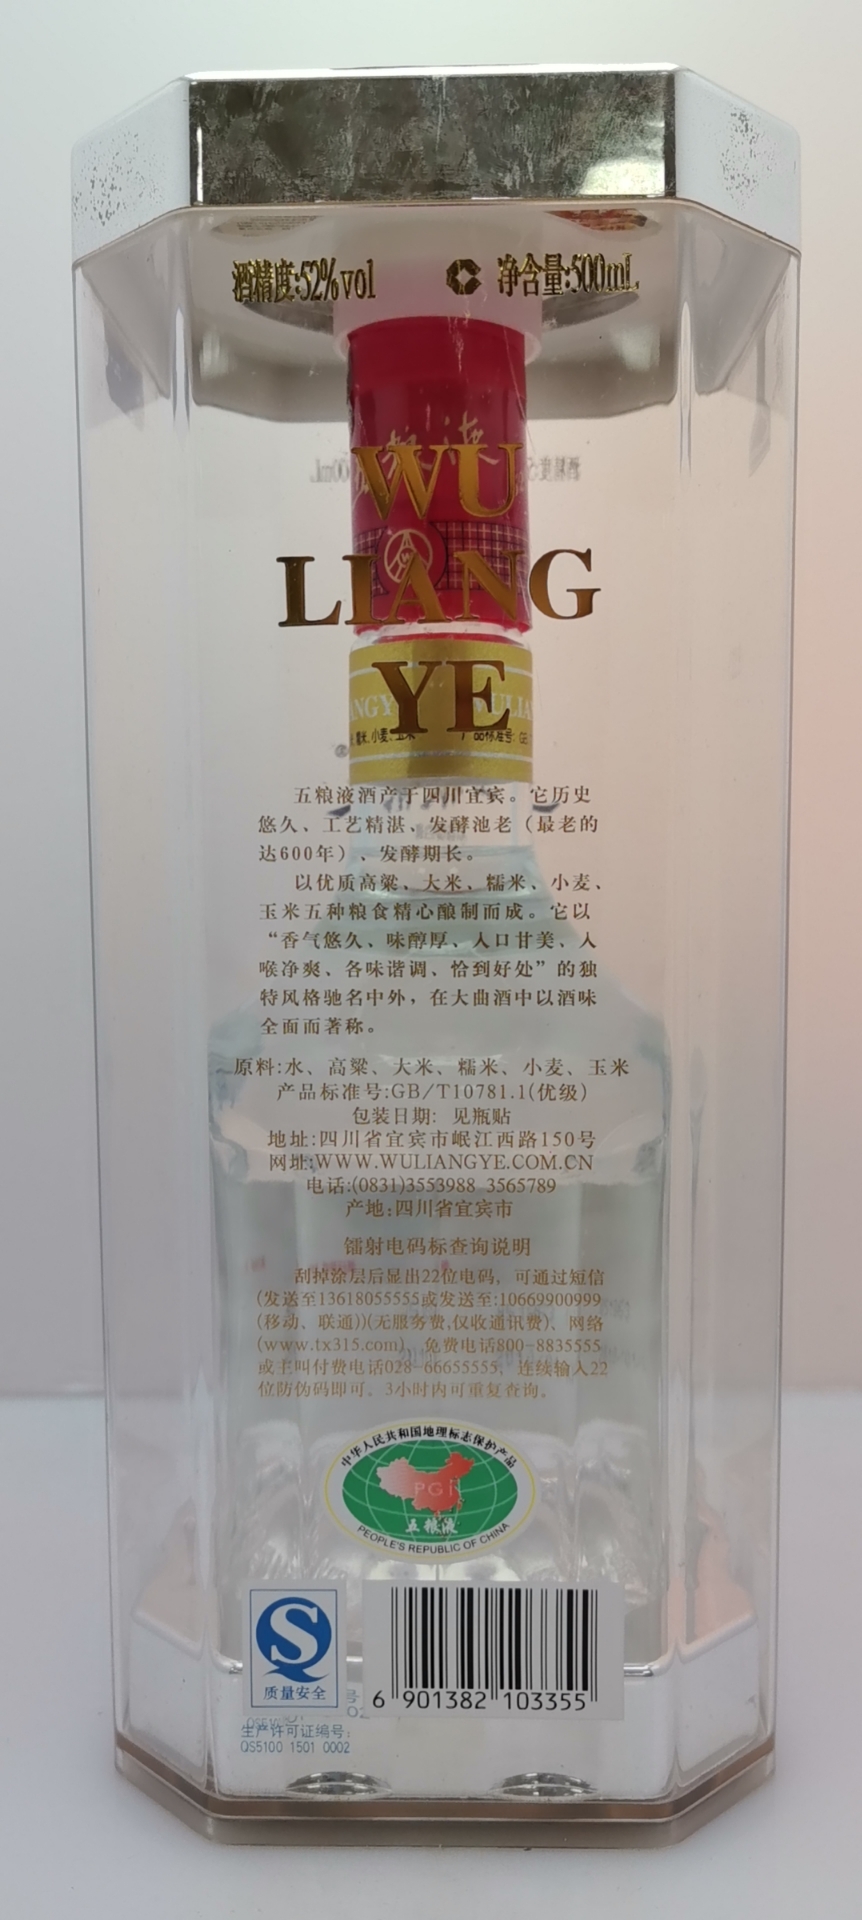 酒精度:52%vol 净含量:500mL
WU
LIANG
YE
五粮液酒产于四川宜宾。它历史
悠久、工艺精湛、发酵池老（最老的
达600年）、发酵期长。
以优质高粱、大米、糯米、小麦、
玉米五种粮食精心酿制而成。它以
“香气悠久、味醇厚、入口甘美、入
喉净爽、各味谐调、恰到好处”的独
特风格驰名中外，在大曲酒中以酒味
全面而著称。
原料:水、高粱、大米、糯米、小麦、玉米
产品标准号:GB/T10781.1(优级)
包装日期: 见瓶贴
地址:四川省宜宾市岷江西路150号
网址:WWW.WULIANGYE.COM.CN
电话:(0831)3553988 3565789
产地:四川省宜宾市
镭射电码标查询说明
刮掉涂层后显出22位电码，可通过短信
(发送至13618055555或发送至:10669900999
(移动、联通))(无服务费,仅收通讯费)、网络
(www.tx315.com)、免费电话800-8835555
或主叫付费电话028-66655555，连续输入22
位防伪码即可。3小时内可重复查询。
中华人民共和国地理标志保护产品
PGI
五粮液
PEOPLE'S REPUBLIC OF CHINA
质量安全
6 901382 103355
生产许可证编号:
QS5100 1501 0002